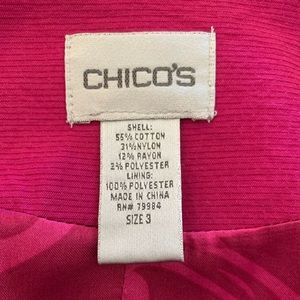 CHICO'S
SHELL:
55% COTTON
31% NYLON
12% RAYON
2% POLYESTER
LINING:
100% POLYESTER
MADE IN CHINA
RN# 79984
SIZE 3